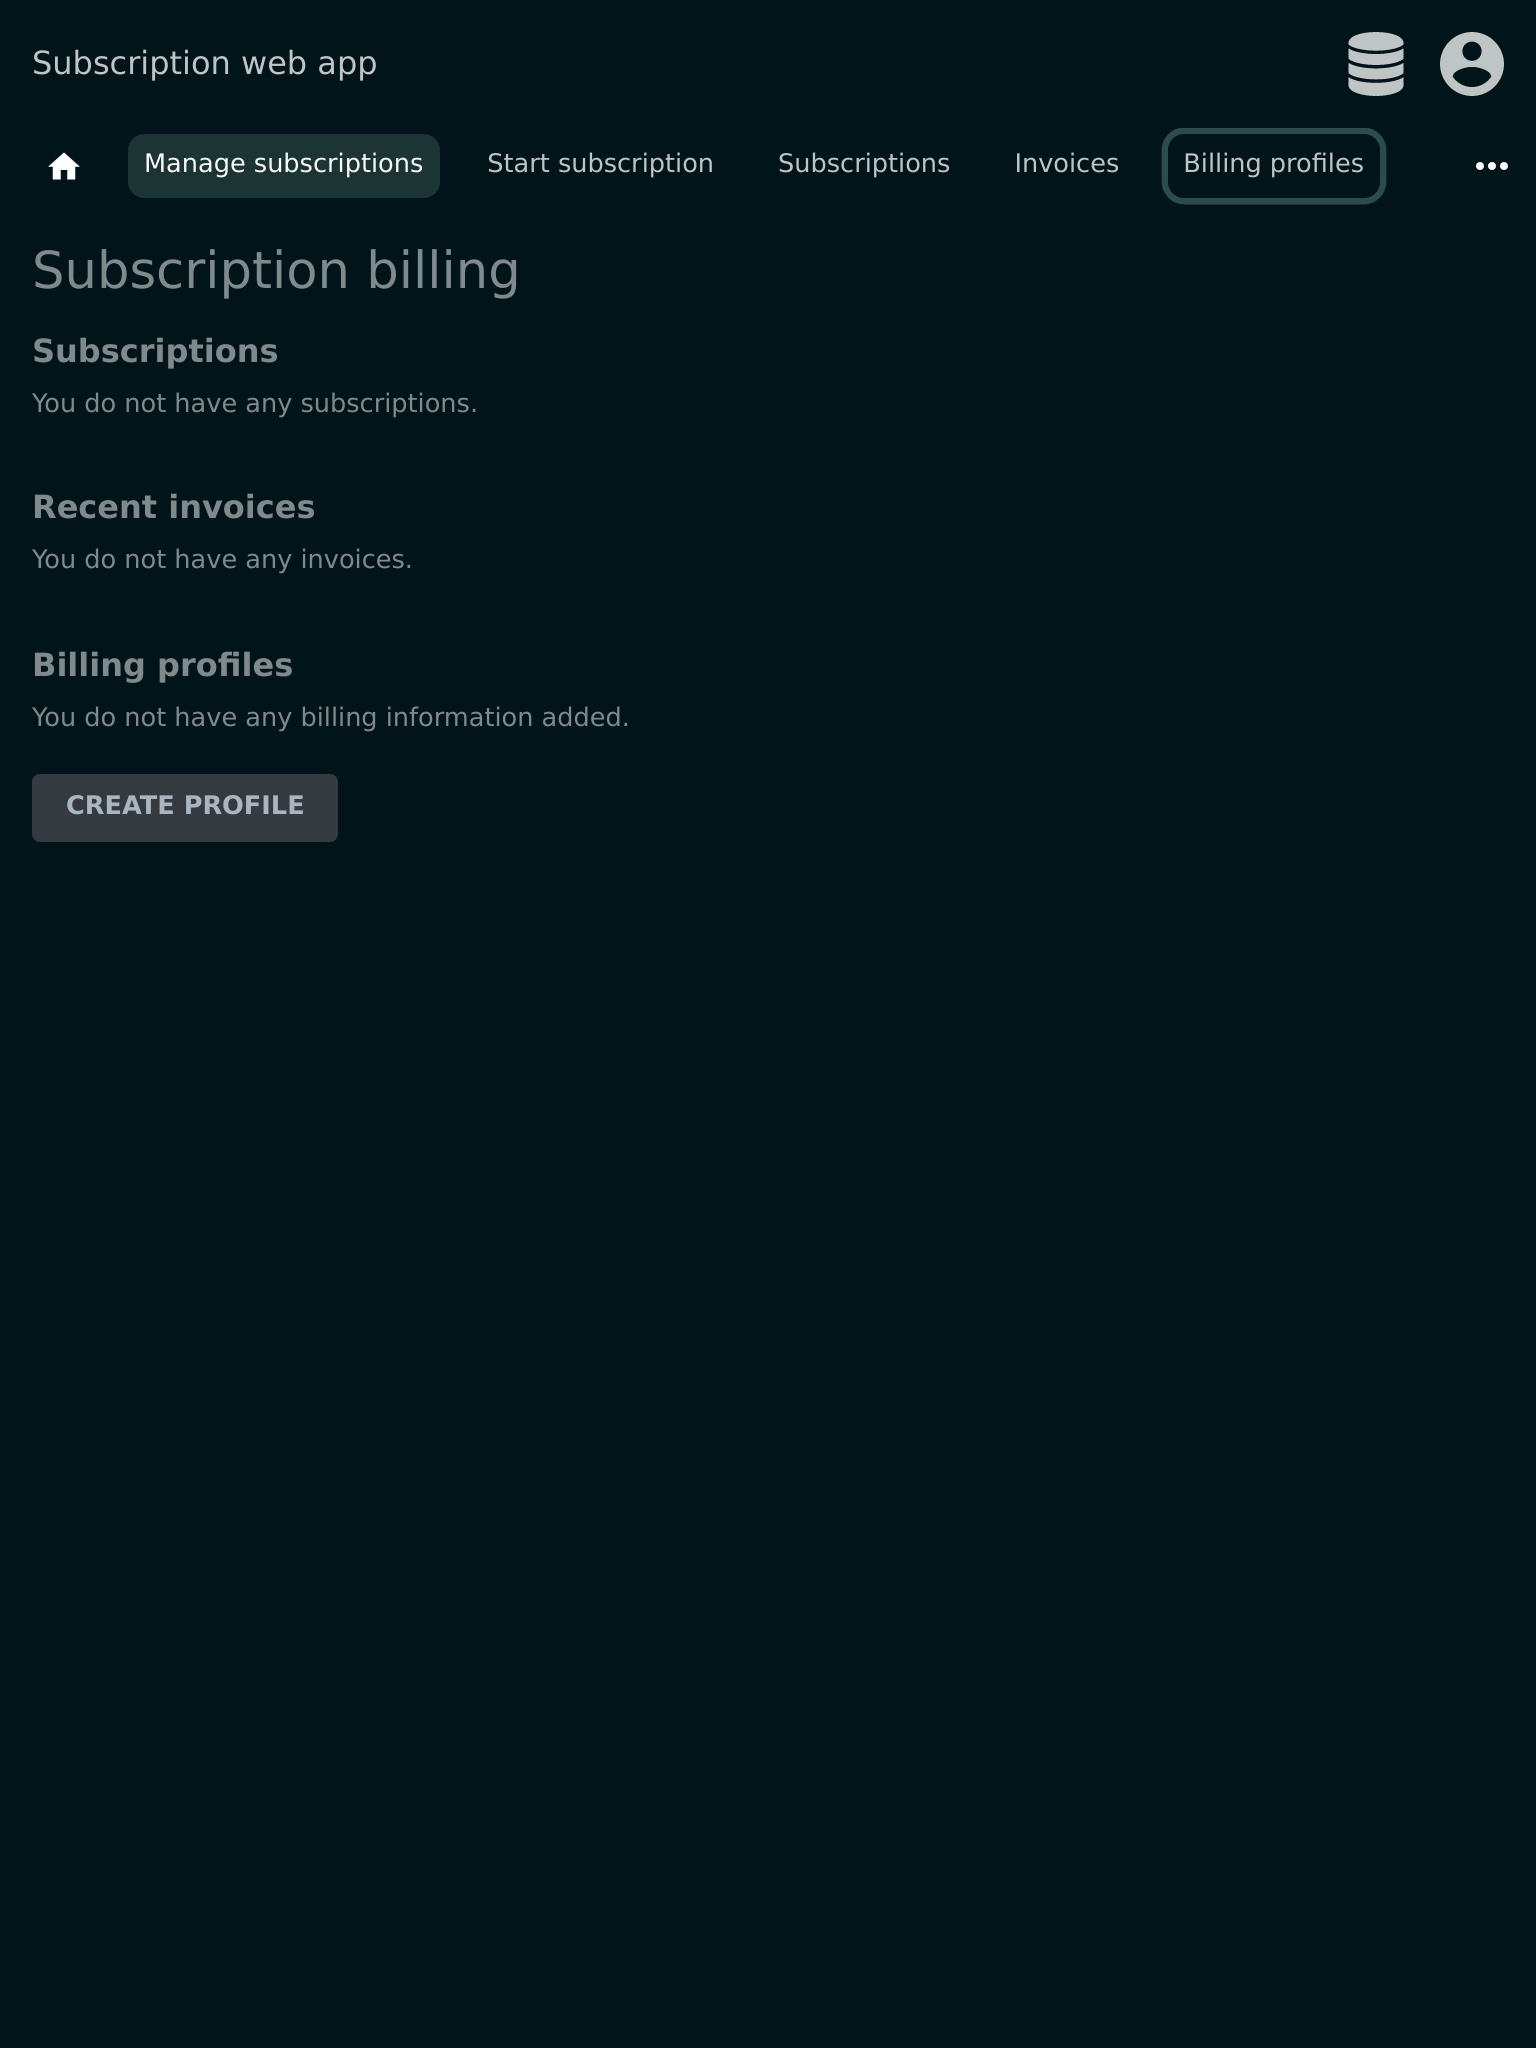 Subscription web app
Manage subscriptions Start subscription Subscriptions Invoices Billing profiles
Subscription billing
Subscriptions
You do not have any subscriptions.
Recent invoices
You do not have any invoices.
Billing profiles
You do not have any billing information added.
CREATE PROFILE